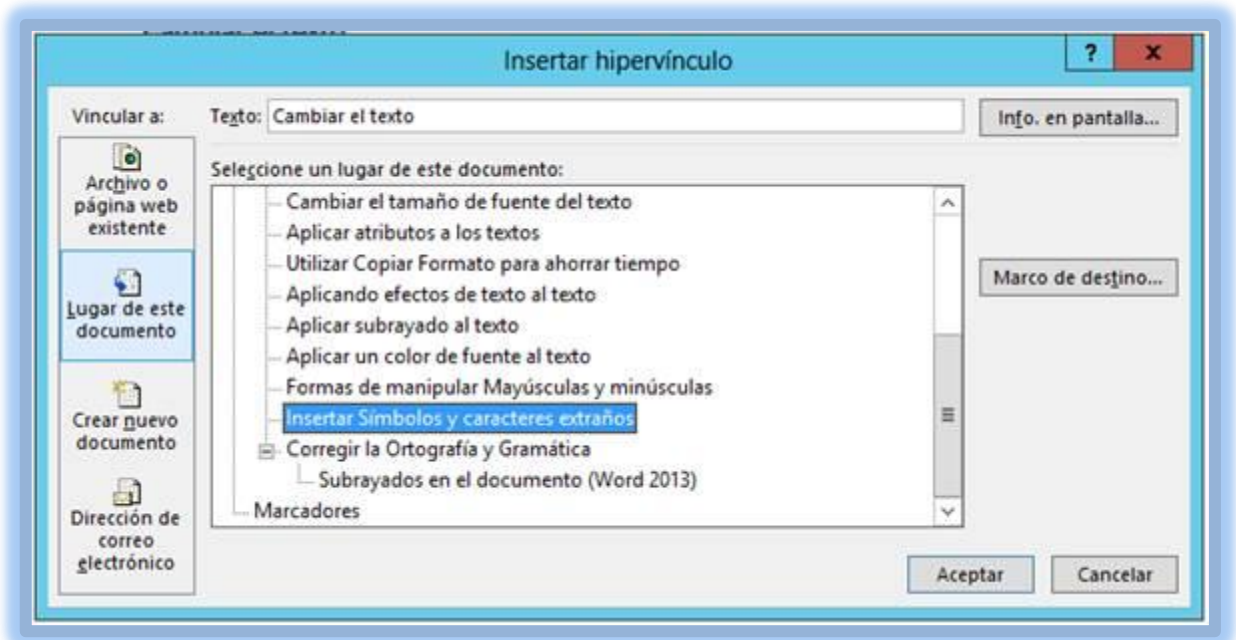 Insertar hipervínculo
?
x
Vincular a:
Texto: Cambiar el texto
Info. en pantalla...
Archivo o
página web
existente
Lugar de este
documento
Crear nuevo
documento
Dirección de
correo
electrónico
Seleccione un lugar de este documento:
Cambiar el tamaño de fuente del texto
Aplicar atributos a los textos
Utilizar Copiar Formato para ahorrar tiempo
Aplicando efectos de texto al texto
Aplicar subrayado al texto
Aplicar un color de fuente al texto
Formas de manipular Mayúsculas y minúsculas
Insertar Símbolos y caracteres extraños
Corregir la Ortografía y Gramática
Subrayados en el documento (Word 2013)
Marcadores
Marco de destino...
Aceptar
Cancelar